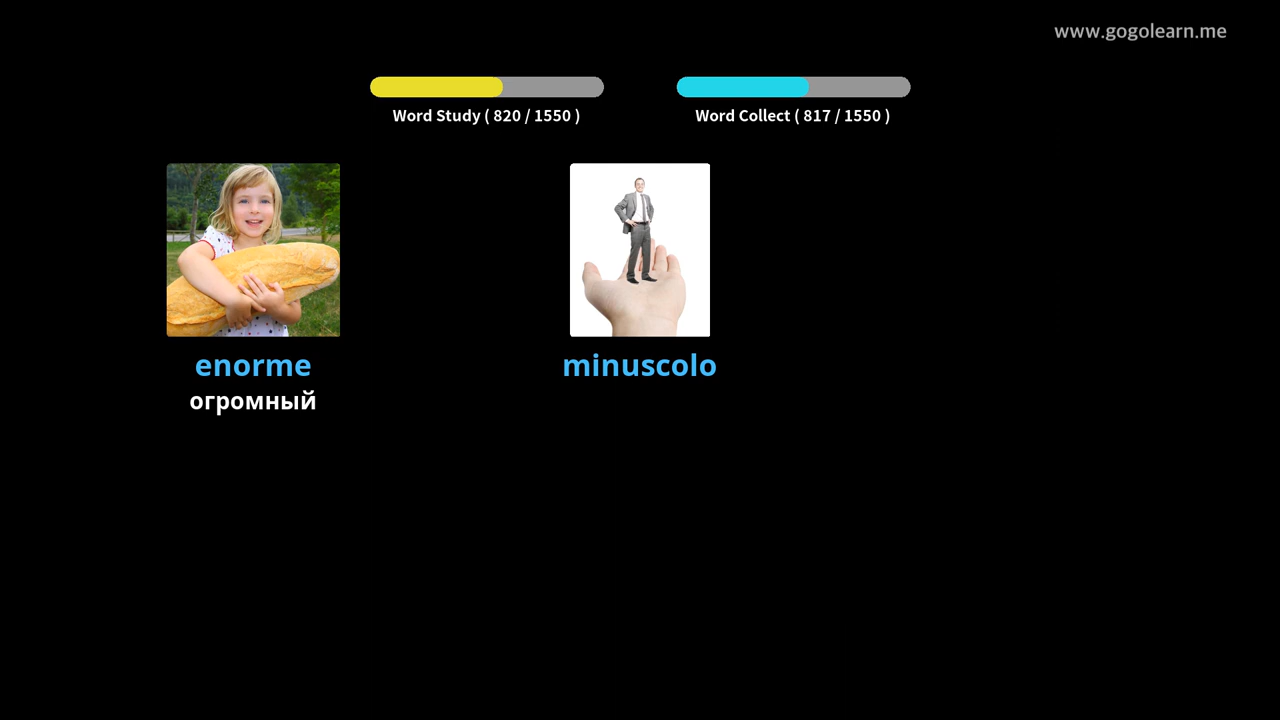 www.gogolearn.me
Word Study ( 820 / 1550 )
Word Collect ( 817 / 1550 )
enorme
огромный
minuscolo